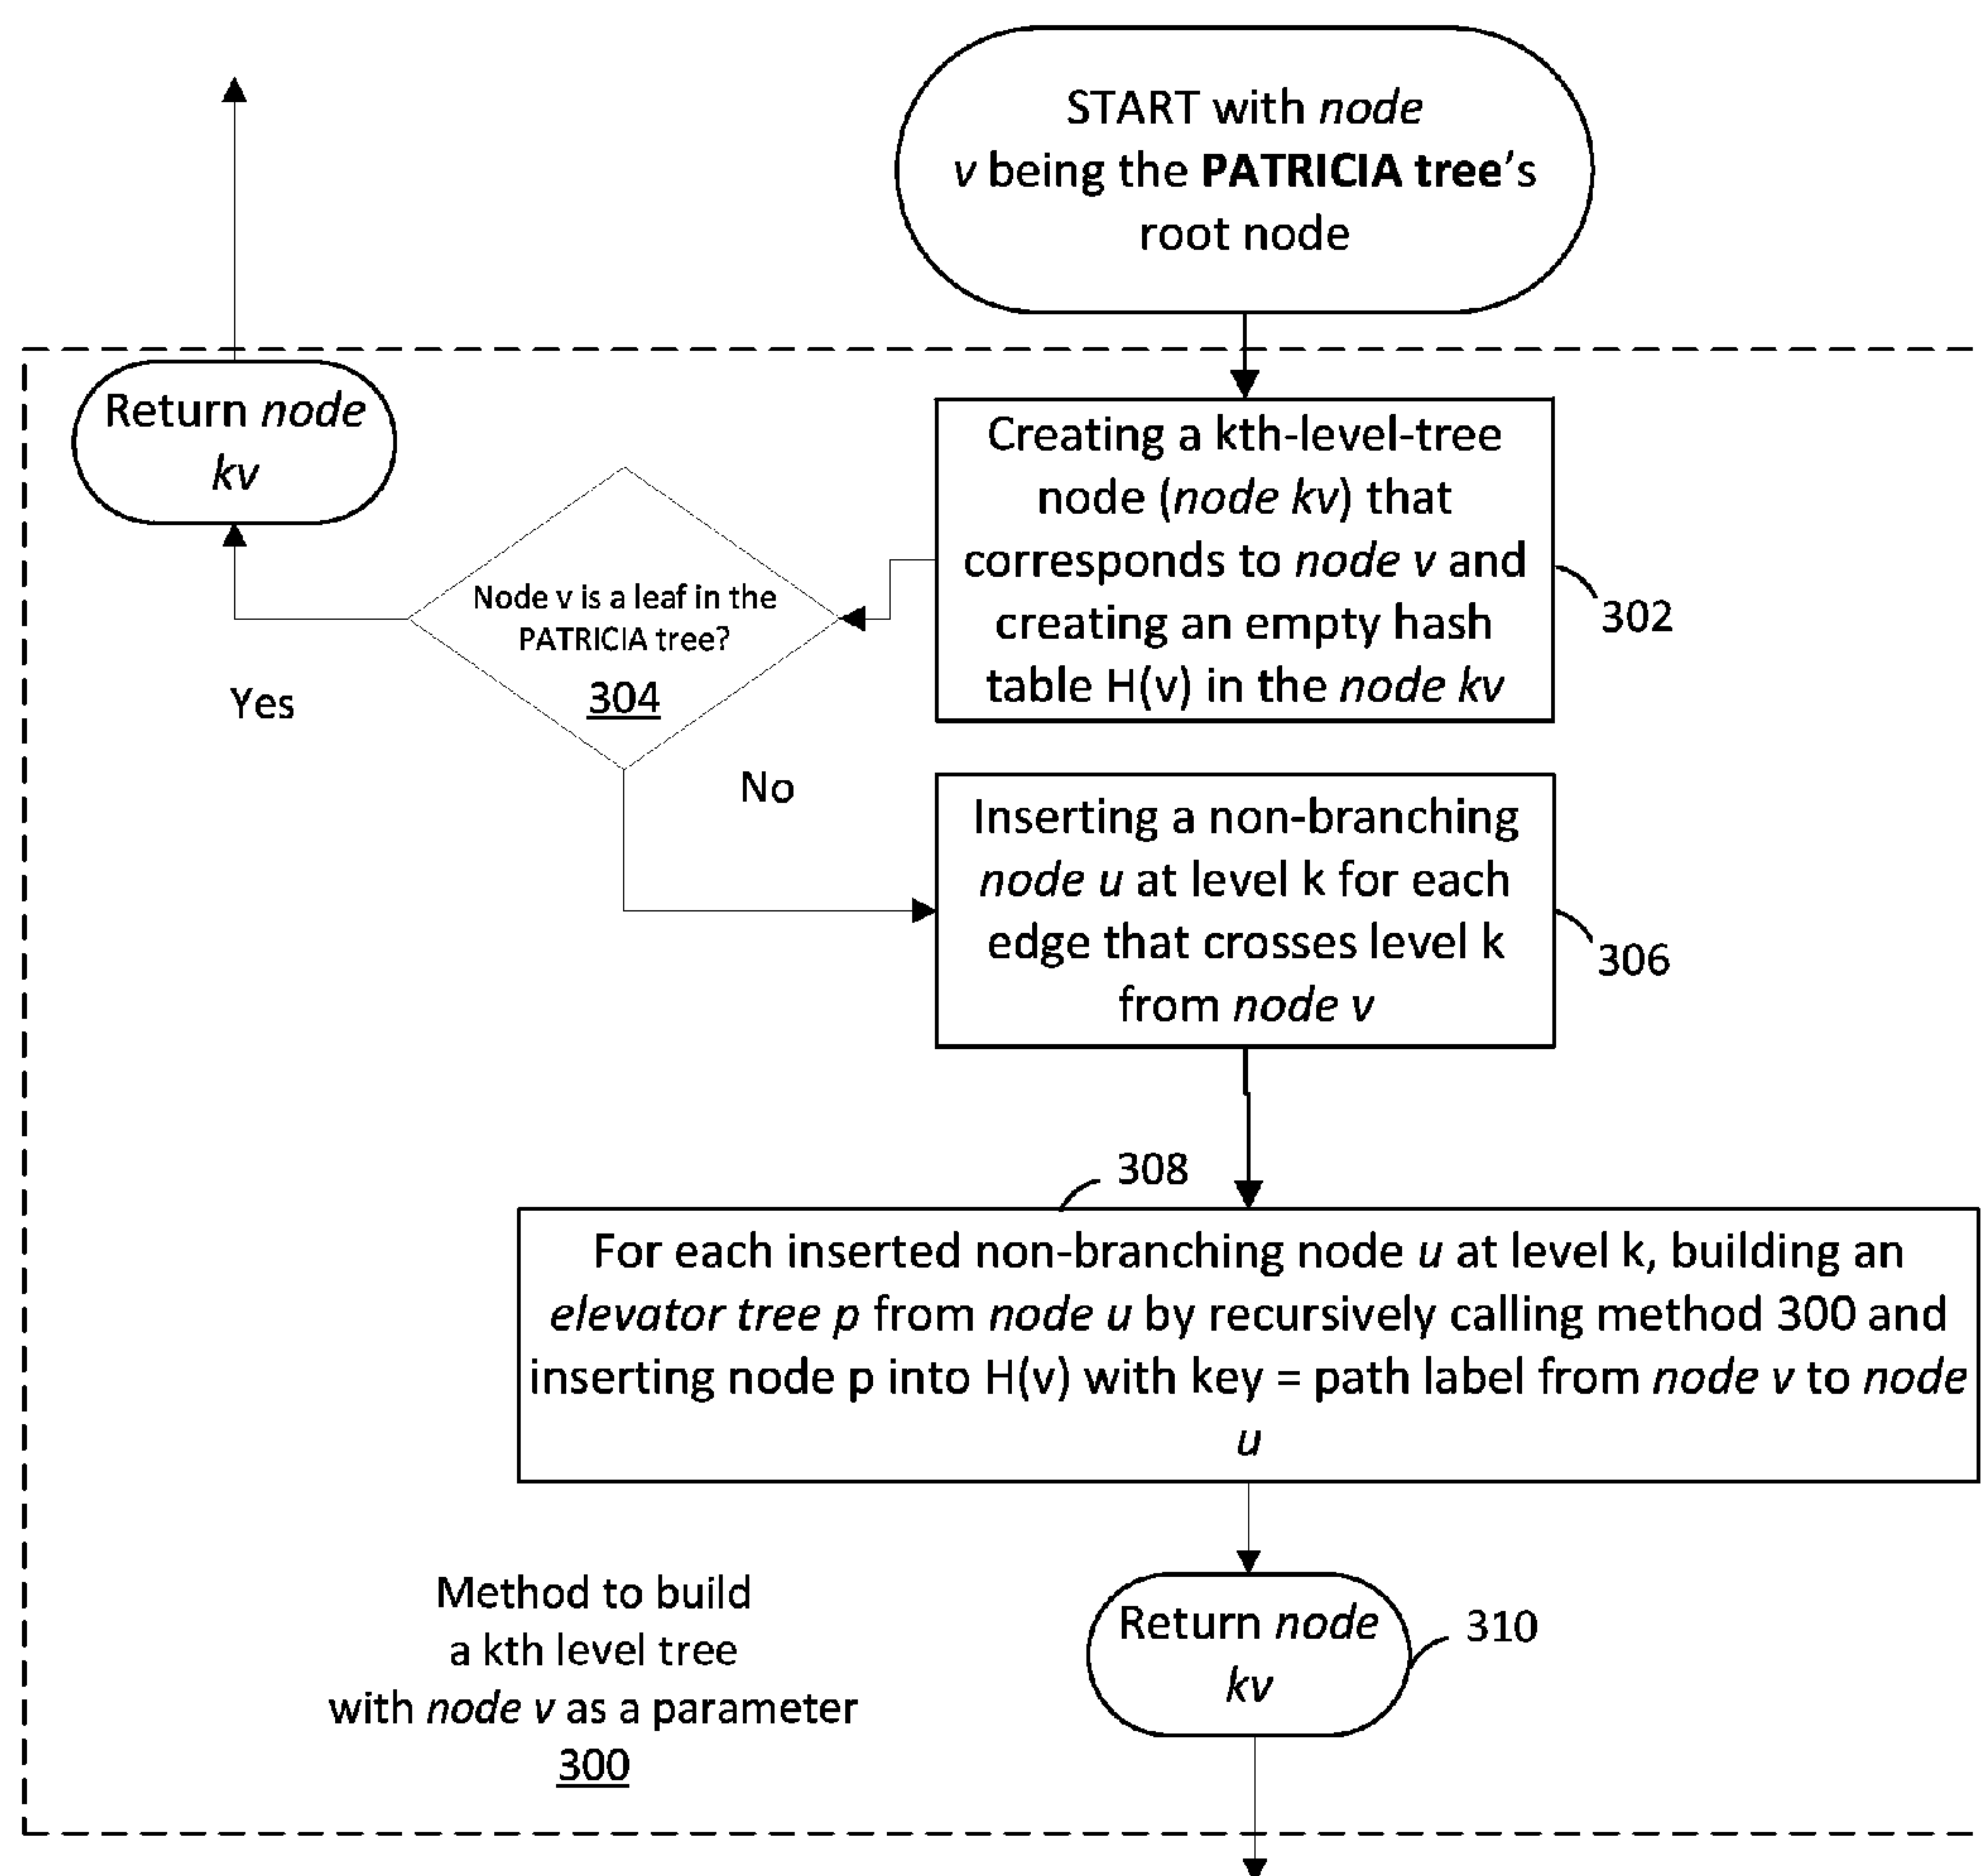 START with node
v being the PATRICIA tree's
root node
Return node
kv
Creating a kth-level-tree
node (node kv) that
corresponds to node v and
creating an empty hash
table H(v) in the node kv
302
Node v is a leaf in the
PATRICIA tree?
304
Yes
No
Inserting a non-branching
node u at level k for each
edge that crosses level k
from node v
306
308
For each inserted non-branching node u at level k, building an
elevator tree p from node u by recursively calling method 300 and
inserting node p into H(v) with key = path label from node v to node
u
Return node
kv
310
Method to build
a kth level tree
with node v as a parameter
300